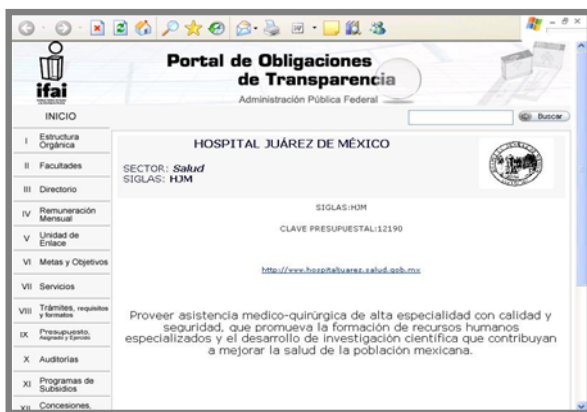 ifai
Portal de Obligaciones
de Transparencia
Administración Pública Federal
INICIO
Buscar
I Estructura
Orgánica
II Facultades
III Directorio
IV Remuneración
Mensual
V Unidad de
Enlace
VI Metas y Objetivos
VII Servicios
VIII Trámites, requisitos
y formatos
IX Presupuesto,
Asignado y Ejercido
X Auditorías
XI Programas de
Subsidios
XII Concesiones,
HOSPITAL JUÁREZ DE MÉXICO
SECTOR: Salud
SIGLAS: HJM
SIGLAS:HJM
CLAVE PRESUPUESTAL:12190
http://www.hospitaljuarez.salud.gob.mx
Proveer asistencia medico-quirúrgica de alta especialidad con calidad y
seguridad, que promueva la formación de recursos humanos
especializados y el desarrollo de investigación científica que contribuyan
a mejorar la salud de la población mexicana.